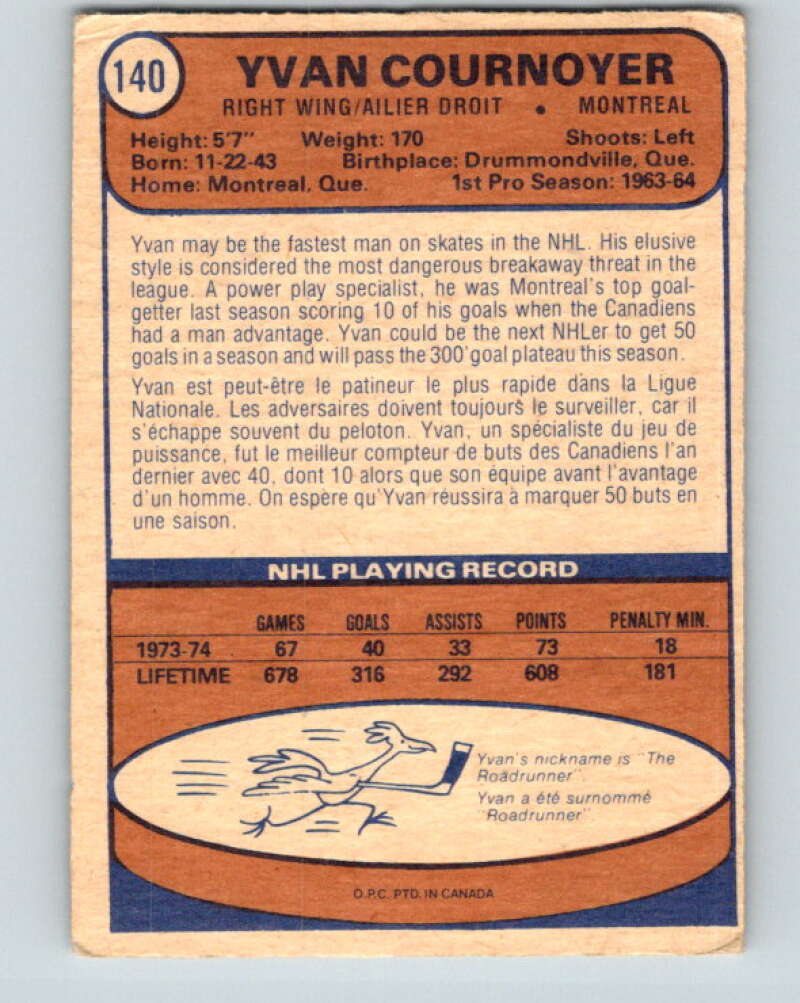 140
YVAN COURNOYER
RIGHT WING/AILIER DROIT • MONTREAL
Height: 5'7" Weight: 170 Shoots: Left
Born: 11-22-43 Birthplace: Drummondville, Que.
Home: Montreal, Que. 1st Pro Season: 1963-64
Yvan may be the fastest man on skates in the NHL. His elusive
style is considered the most dangerous breakaway threat in the
league. A power play specialist, he was Montreal's top goal-
getter last season scoring 10 of his goals when the Canadiens
had a man advantage. Yvan could be the next NHLer to get 50
goals in a season and will pass the 300 goal plateau this season.
Yvan est peut-être le patineur le plus rapide dans la Ligue
Nationale. Les adversaires doivent toujours le surveiller, car il
s'échappe souvent du peloton. Yvan, un spécialiste du jeu de
puissance, fut le meilleur compteur de buts des Canadiens l'an
dernier avec 40, dont 10 alors que son équipe avant l'avantage
d'un homme. On espère qu'Yvan réussira à marquer 50 buts en
une saison.
NHL PLAYING RECORD
GAMES GOALS ASSISTS POINTS PENALTY MIN.
1973-74 67 40 33 73 18
LIFETIME 678 316 292 608 181
Yvan's nickname is "The
Roadrunner".
Yvan a été surnommé
"Roadrunner"
O.P.C. PTD. IN CANADA